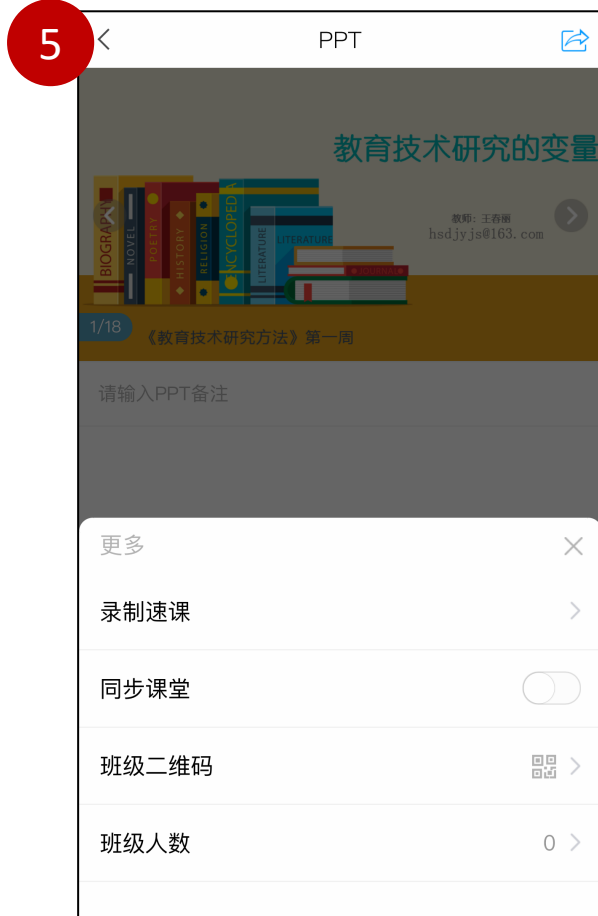 5
PPT
教育技术研究的变量
BIOGRAPHY
NOVEL
POETRY
HISTORY
RELIGION
ENCYCLOPEDIA
LITERATURE
LITERATURE
JOURNAL
教师: 王若丽
hsdjyjs@163.com
1/18
《教育技术研究方法》第一周
请输入PPT备注
更多
录制速课
同步课堂
班级二维码
班级人数 0